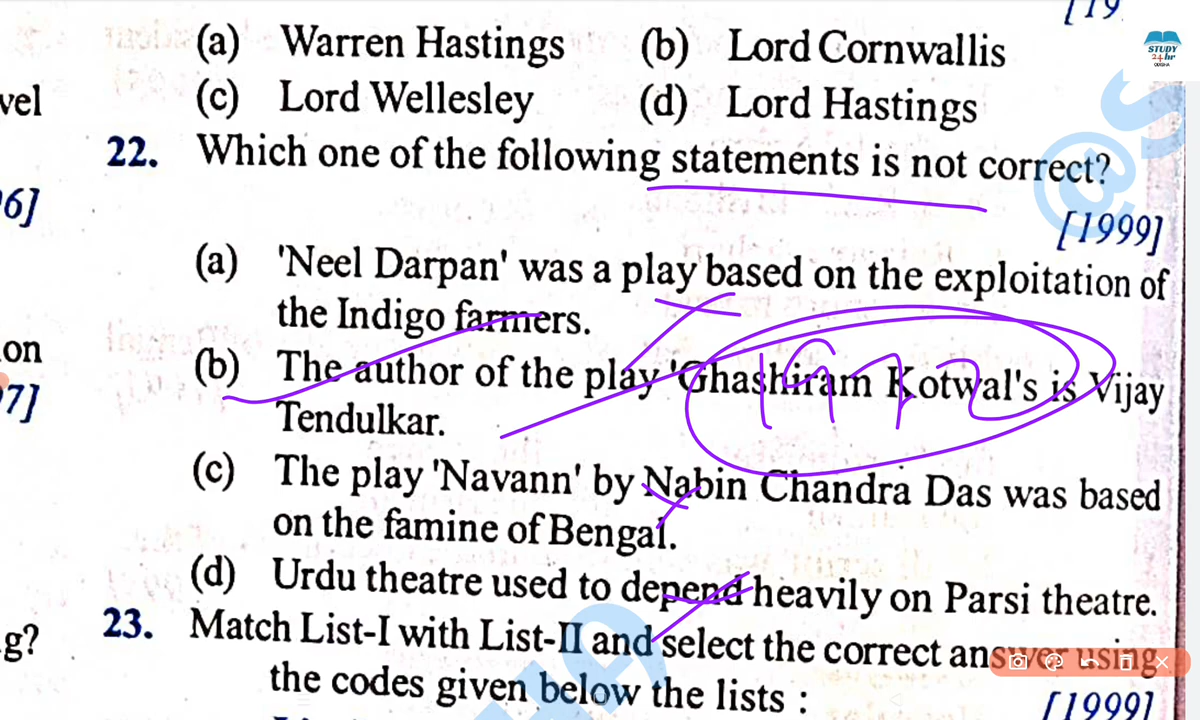 [19
STUDY
24hr
ODISHA
(a) Warren Hastings (b) Lord Cornwallis
vel (c) Lord Wellesley (d) Lord Hastings
22. Which one of the following statements is not correct?
6] [1999]
(a) 'Neel Darpan' was a play based on the exploitation of
the Indigo farmers.
on (b) The author of the play 'Ghashiram Kotwal's is Vijay
7] Tendulkar.
1972
(c) The play 'Navann' by Nabin Chandra Das was based
on the famine of Bengal.
(d) Urdu theatre used to depend heavily on Parsi theatre.
g? 23. Match List-I with List-II and select the correct answer using
the codes given below the lists : [1999]
@S
HA